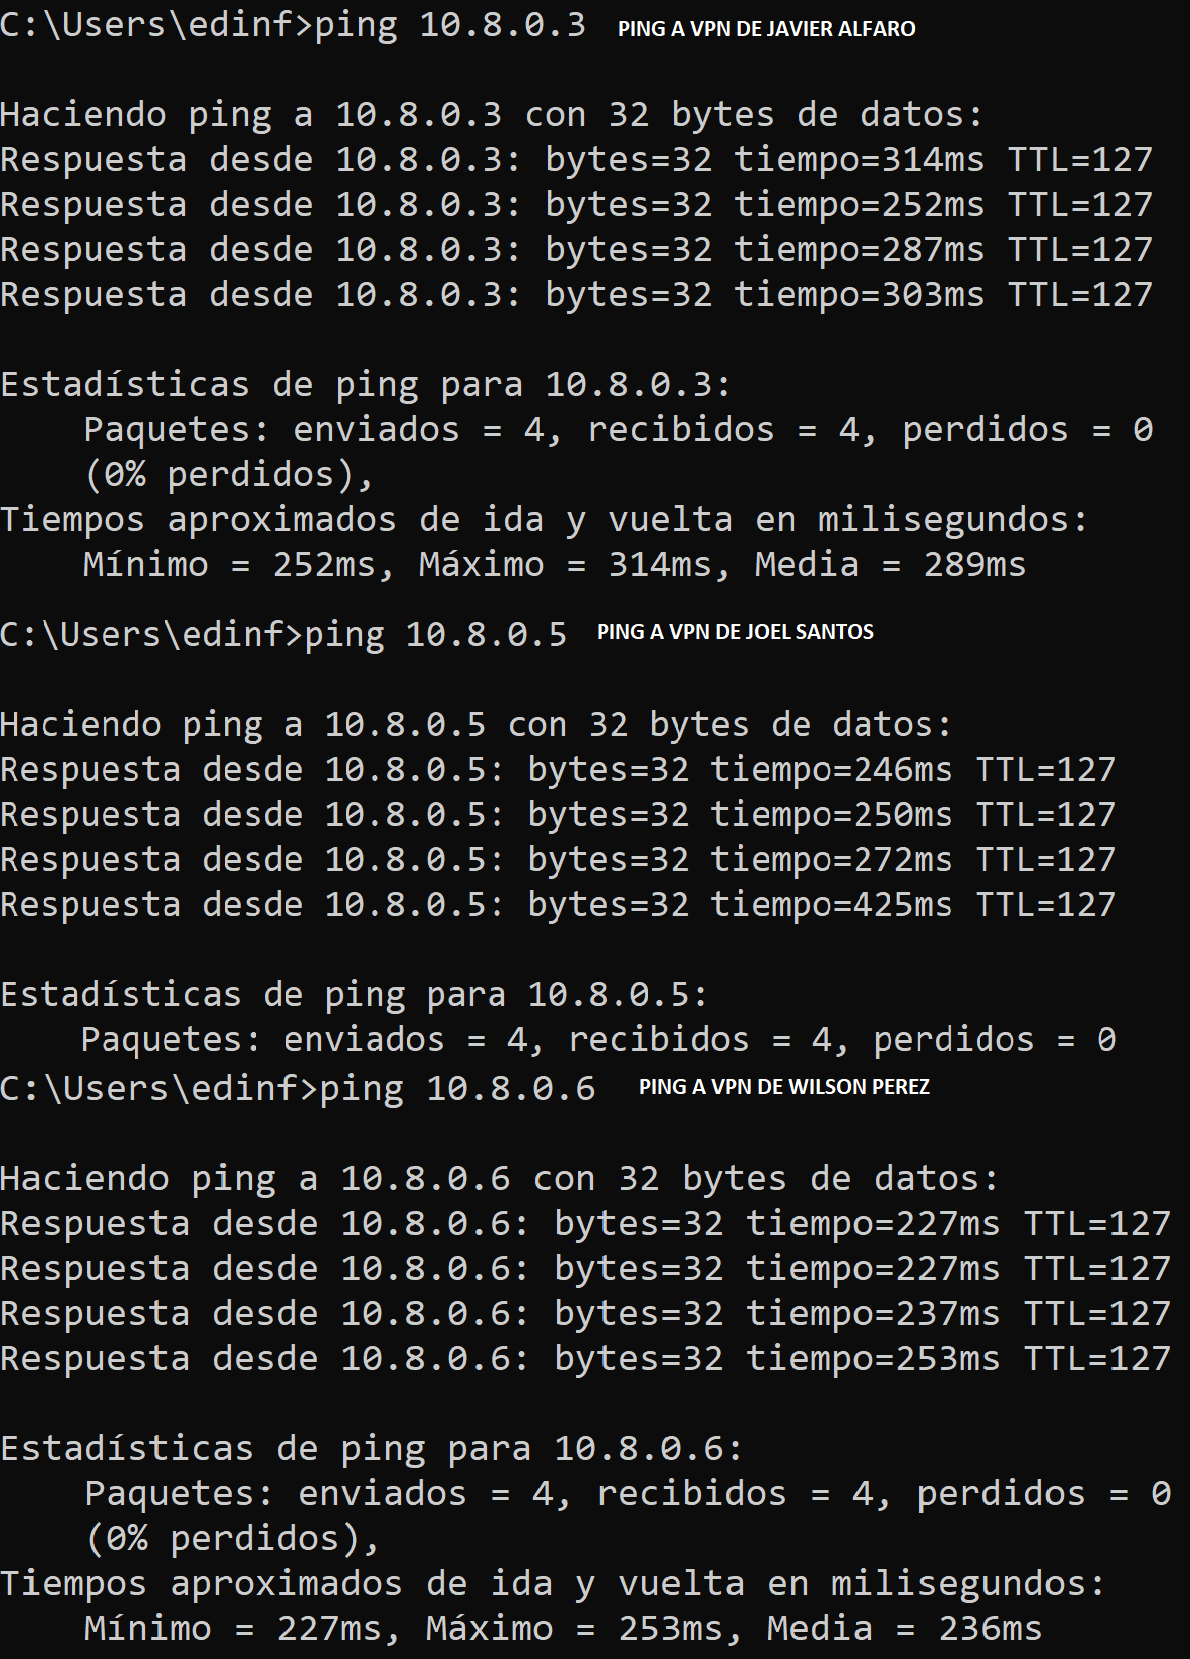 C:\Users\edinf>ping 10.8.0.3 PING A VPN DE JAVIER ALFARO
Haciendo ping a 10.8.0.3 con 32 bytes de datos:
Respuesta desde 10.8.0.3: bytes=32 tiempo=314ms TTL=127
Respuesta desde 10.8.0.3: bytes=32 tiempo=252ms TTL=127
Respuesta desde 10.8.0.3: bytes=32 tiempo=287ms TTL=127
Respuesta desde 10.8.0.3: bytes=32 tiempo=303ms TTL=127
Estadísticas de ping para 10.8.0.3:
Paquetes: enviados = 4, recibidos = 4, perdidos = 0
(0% perdidos),
Tiempos aproximados de ida y vuelta en milisegundos:
Mínimo = 252ms, Máximo = 314ms, Media = 289ms
C:\Users\edinf>ping 10.8.0.5 PING A VPN DE JOEL SANTOS
Haciendo ping a 10.8.0.5 con 32 bytes de datos:
Respuesta desde 10.8.0.5: bytes=32 tiempo=246ms TTL=127
Respuesta desde 10.8.0.5: bytes=32 tiempo=250ms TTL=127
Respuesta desde 10.8.0.5: bytes=32 tiempo=272ms TTL=127
Respuesta desde 10.8.0.5: bytes=32 tiempo=425ms TTL=127
Estadísticas de ping para 10.8.0.5:
Paquetes: enviados = 4, recibidos = 4, perdidos = 0
C:\Users\edinf>ping 10.8.0.6 PING A VPN DE WILSON PEREZ
Haciendo ping a 10.8.0.6 con 32 bytes de datos:
Respuesta desde 10.8.0.6: bytes=32 tiempo=227ms TTL=127
Respuesta desde 10.8.0.6: bytes=32 tiempo=227ms TTL=127
Respuesta desde 10.8.0.6: bytes=32 tiempo=237ms TTL=127
Respuesta desde 10.8.0.6: bytes=32 tiempo=253ms TTL=127
Estadísticas de ping para 10.8.0.6:
Paquetes: enviados = 4, recibidos = 4, perdidos = 0
(0% perdidos),
Tiempos aproximados de ida y vuelta en milisegundos:
Mínimo = 227ms, Máximo = 253ms, Media = 236ms